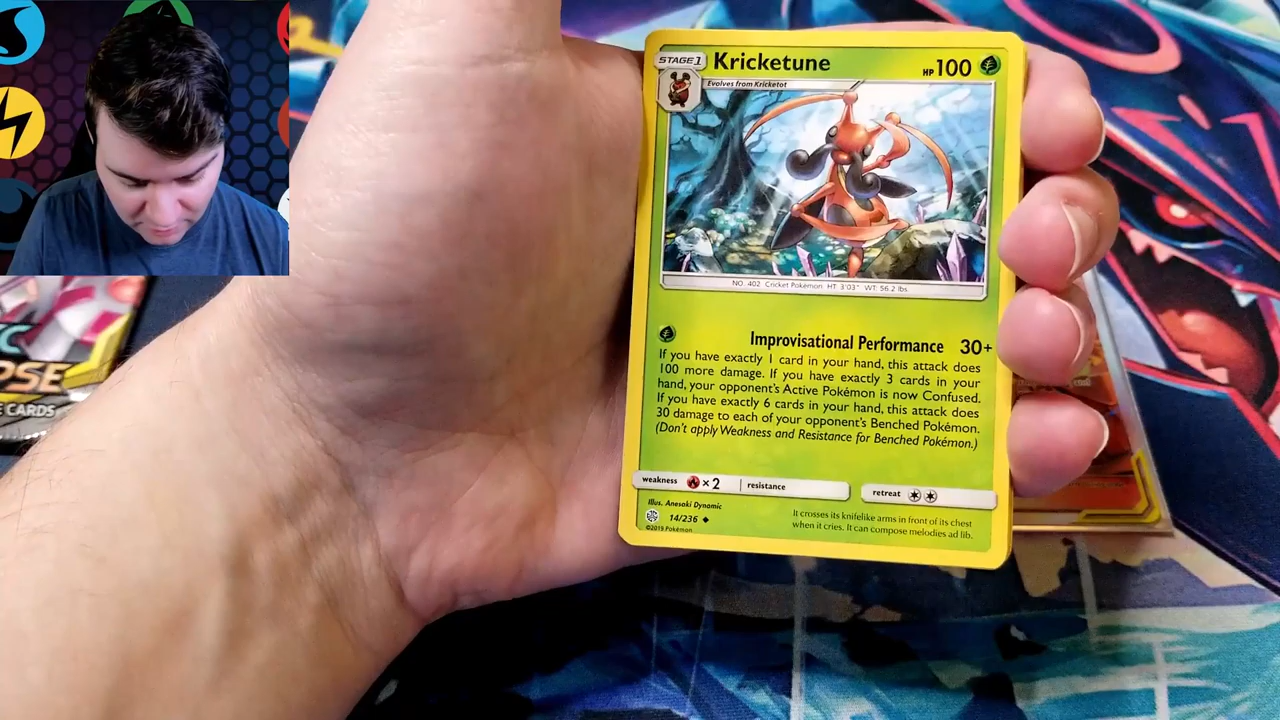 STAGE 1 Kricketune HP 100
Evolves from Kricketot
NO. 402 Cricket Pokémon HT 3'03" WT: 56.2 lbs
Improvisational Performance 30+
If you have exactly 1 card in your hand, this attack does
100 more damage. If you have exactly 3 cards in your
hand, your opponent's Active Pokémon is now Confused.
If you have exactly 6 cards in your hand, this attack does
30 damage to each of your opponent's Benched Pokémon.
(Don't apply Weakness and Resistance for Benched Pokémon.)
weakness ×2 resistance retreat
Illus. Anesaki Dynamic
14/236
©2019 Pokémon
It crosses its knifelike arms in front of its chest
when it cries. It can compose melodies ad lib.
C
PSE
E CARDS